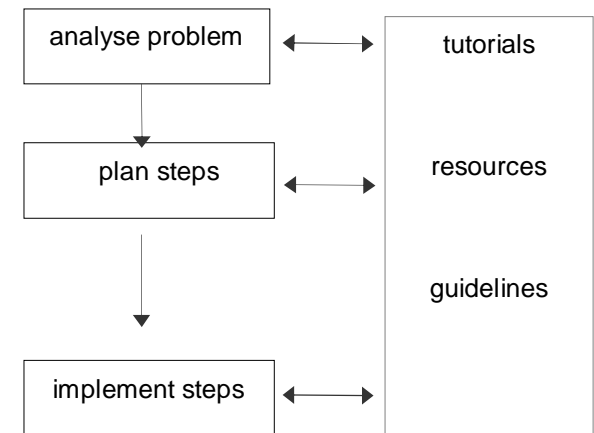 analyse problem
tutorials
plan steps
resources
guidelines
implement steps